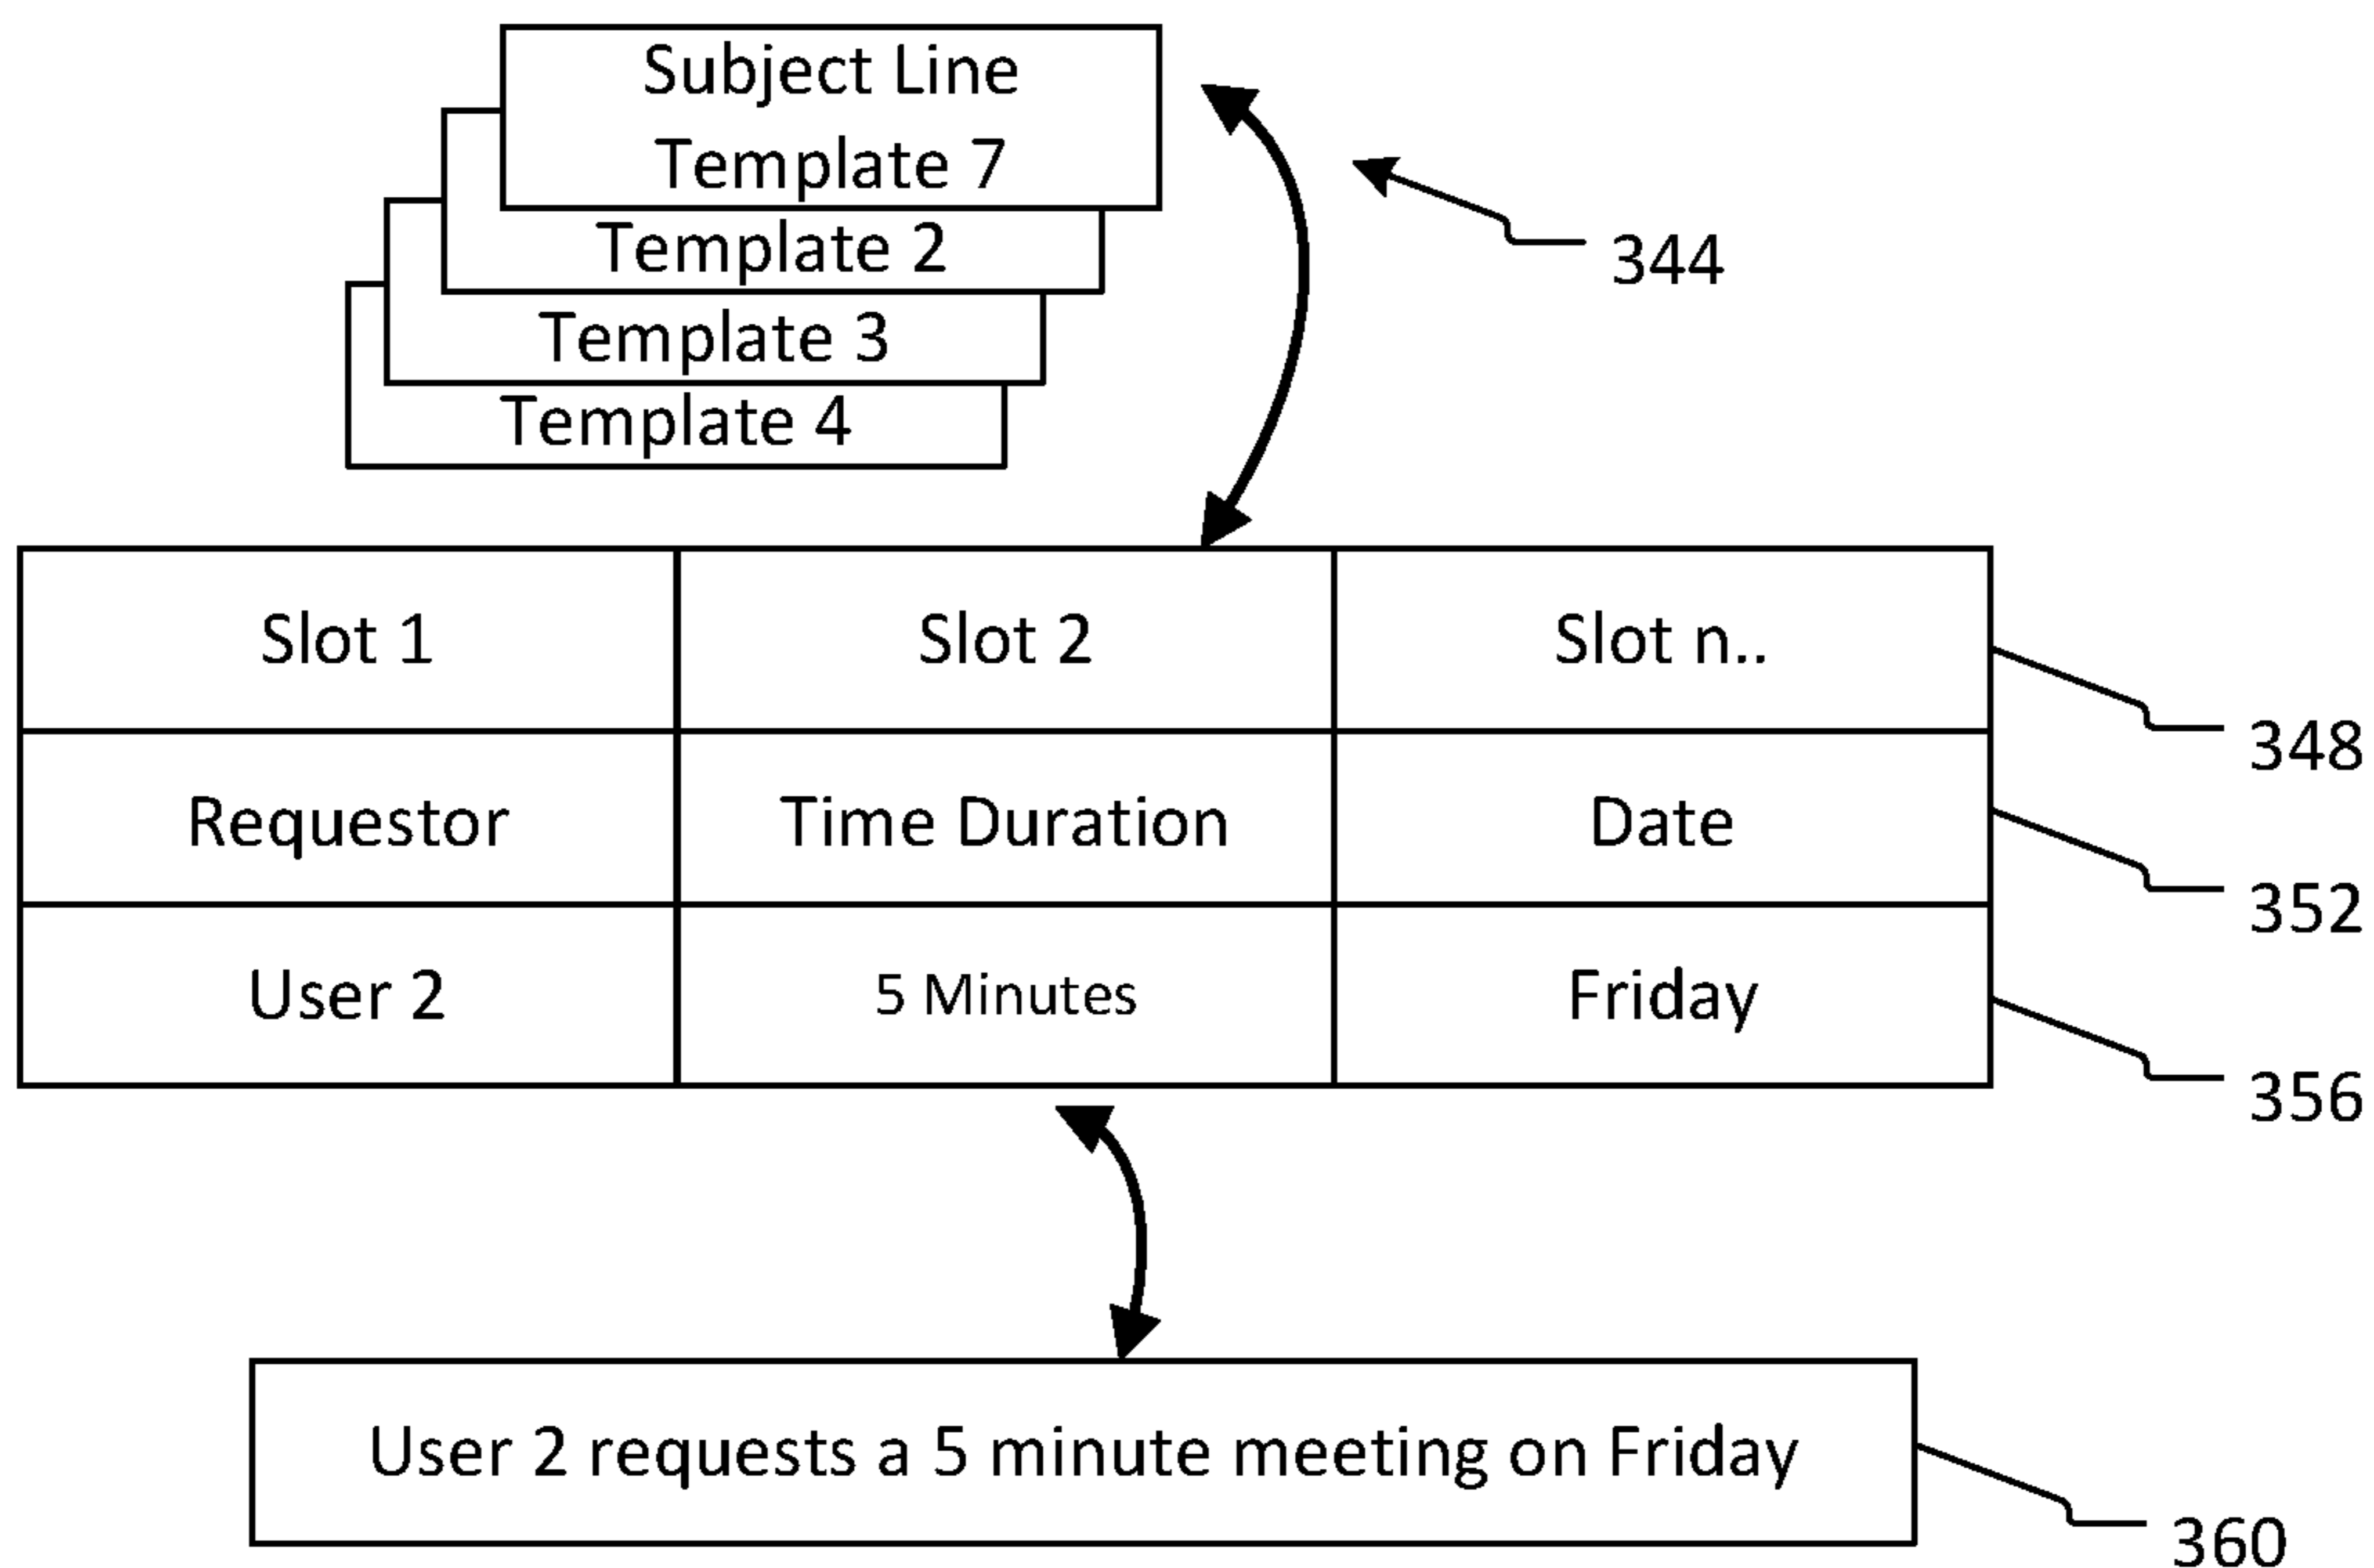 Subject Line
Template 7
Template 2
344
Template 3
Template 4
Slot 1 Slot 2 Slot n..
348
Requestor Time Duration Date
352
User 2 5 Minutes Friday
356
User 2 requests a 5 minute meeting on Friday
360